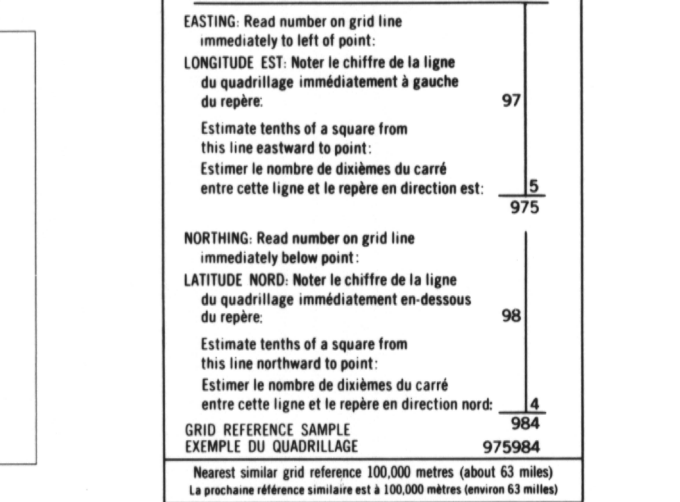 EASTING: Read number on grid line
immediately to left of point:
LONGITUDE EST: Noter le chiffre de la ligne
du quadrillage immédiatement à gauche
du repère: 97
Estimate tenths of a square from
this line eastward to point:
Estimer le nombre de dixièmes du carré
entre cette ligne et le repère en direction est: 5
975
NORTHING: Read number on grid line
immediately below point:
LATITUDE NORD: Noter le chiffre de la ligne
du quadrillage immédiatement en-dessous
du repère: 98
Estimate tenths of a square from
this line northward to point:
Estimer le nombre de dixièmes du carré
entre cette ligne et le repère en direction nord: 4
984
GRID REFERENCE SAMPLE
EXEMPLE DU QUADRILLAGE 975984
Nearest similar grid reference 100,000 metres (about 63 miles)
La prochaine référence similaire est à 100,000 mètres (environ 63 milles)